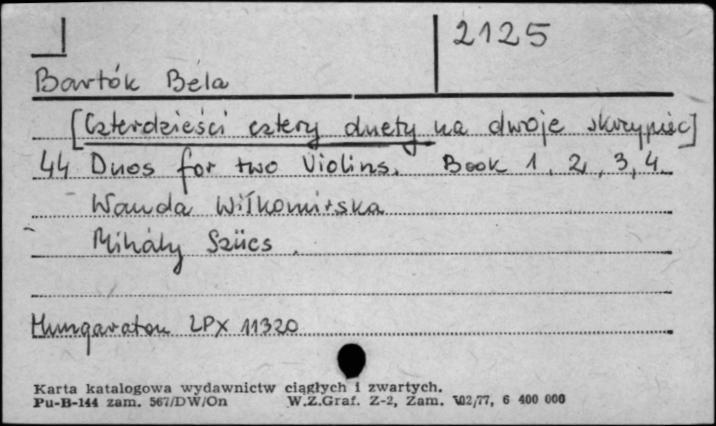 2125
Bartók Béla
[Czterdzieści cztery duety na dwoje skrzypiec]
44 Duos for two Violins. Book 1, 2, 3, 4.
Wanda Wiłkomirska
Mihály Szücs.
Hungaraton LPX 11320
Karta katalogowa wydawnictw ciągłych i zwartych.
Pu-B-144 zam. 567/DW/On W.Z.Graf. Z-2, Zam. 102/77, 6 400 000